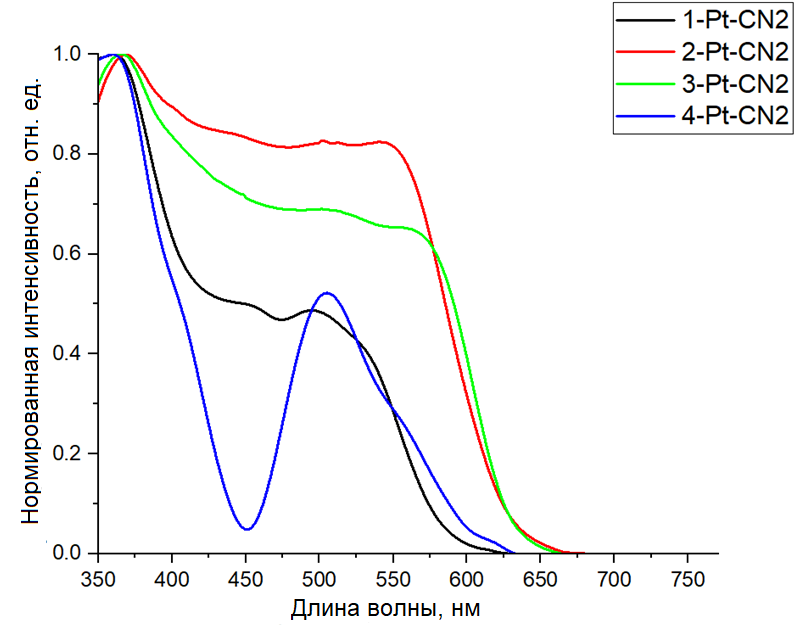 1-Pt-CN2
2-Pt-CN2
3-Pt-CN2
4-Pt-CN2
Нормированная интенсивность, отн. ед.
1.0
0.8
0.6
0.4
0.2
0.0
350 400 450 500 550 600 650 700 750
Длина волны, нм